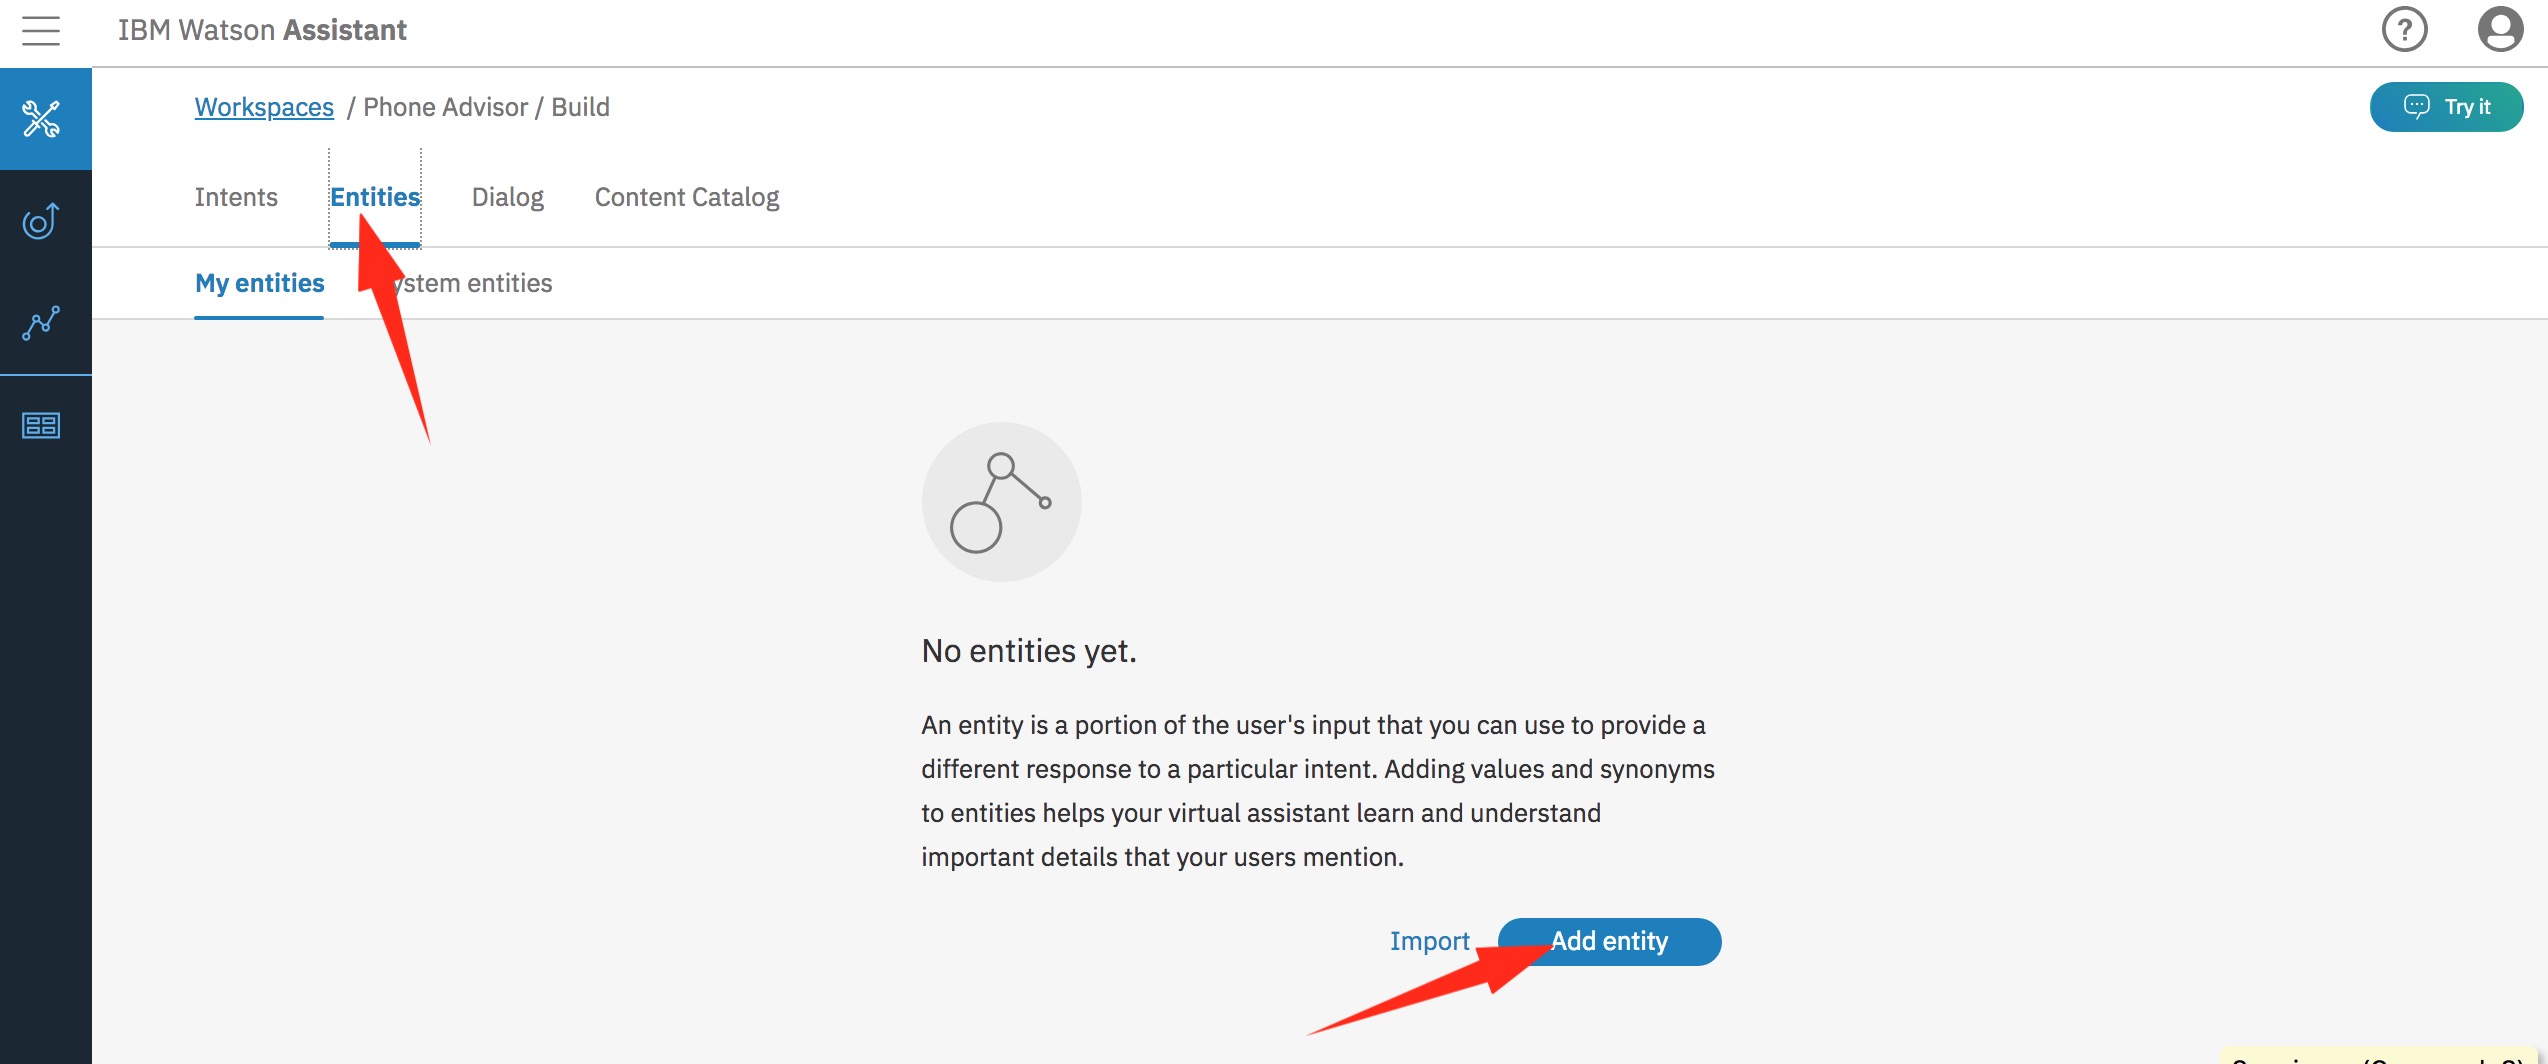 IBM Watson Assistant
?
Workspaces / Phone Advisor / Build
Try it
Intents Entities Dialog Content Catalog
My entities ystem entities
No entities yet.
An entity is a portion of the user's input that you can use to provide a
different response to a particular intent. Adding values and synonyms
to entities helps your virtual assistant learn and understand
important details that your users mention.
Import Add entity